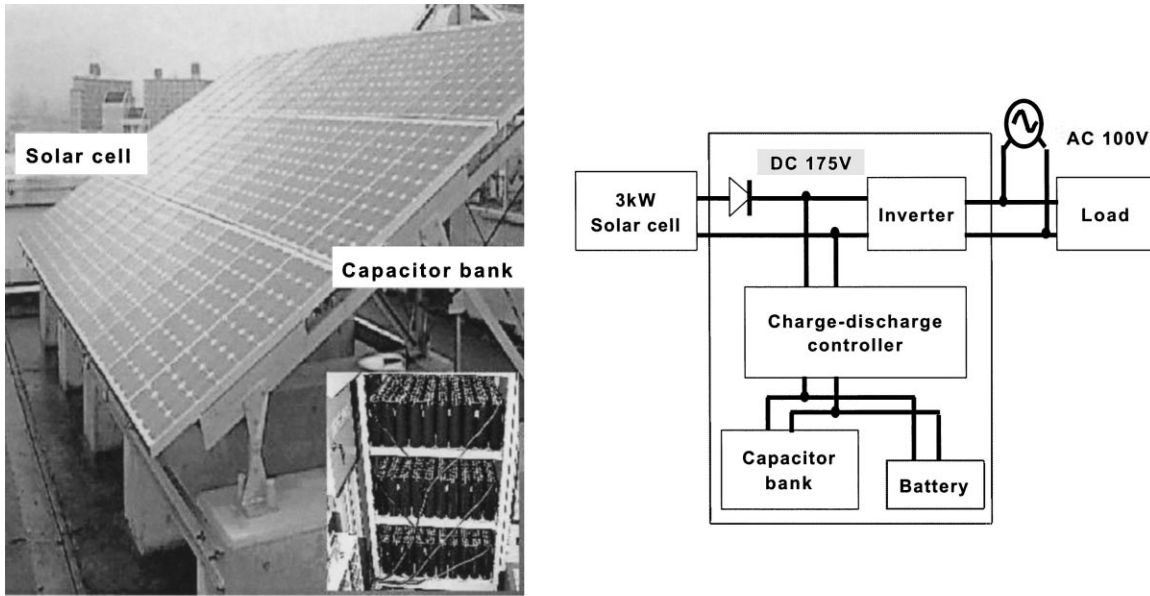 Solar cell
Capacitor bank
DC 175V
AC 100V
3kW
Solar cell
Inverter
Load
Charge-discharge
controller
Capacitor
bank
Battery